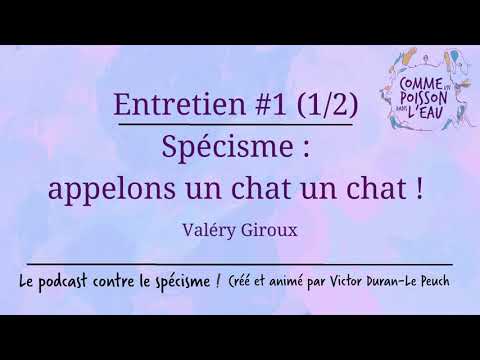 COMME UN
POISSON
DANS L'EAU
Entretien #1 (1/2)
Spécisme :
appelons un chat un chat !
Valéry Giroux
Le podcast contre le spécisme ! Créé et animé par Victor Duran-Le Peuch